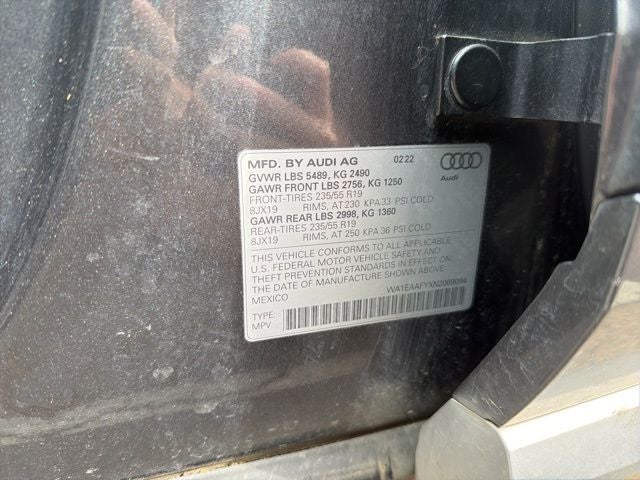 MFD. BY AUDI AG 02 22
GVWR LBS 5489, KG 2490
GAWR FRONT LBS 2756, KG 1250
FRONT-TIRES 235/55 R19
8JX19 RIMS, AT 230 KPA 33 PSI COLD
GAWR REAR LBS 2998, KG 1360
REAR-TIRES 235/55 R19
8JX19 RIMS, AT 250 KPA 36 PSI COLD
THIS VEHICLE CONFORMS TO ALL APPLICABLE
U.S. FEDERAL MOTOR VEHICLE SAFETY AND
THEFT PREVENTION STANDARDS IN EFFECT ON
THE DATE OF MANUFACTURE SHOWN ABOVE.
MEXICO
WA1EAAFYXN2069094
TYPE:
MPV
Audi